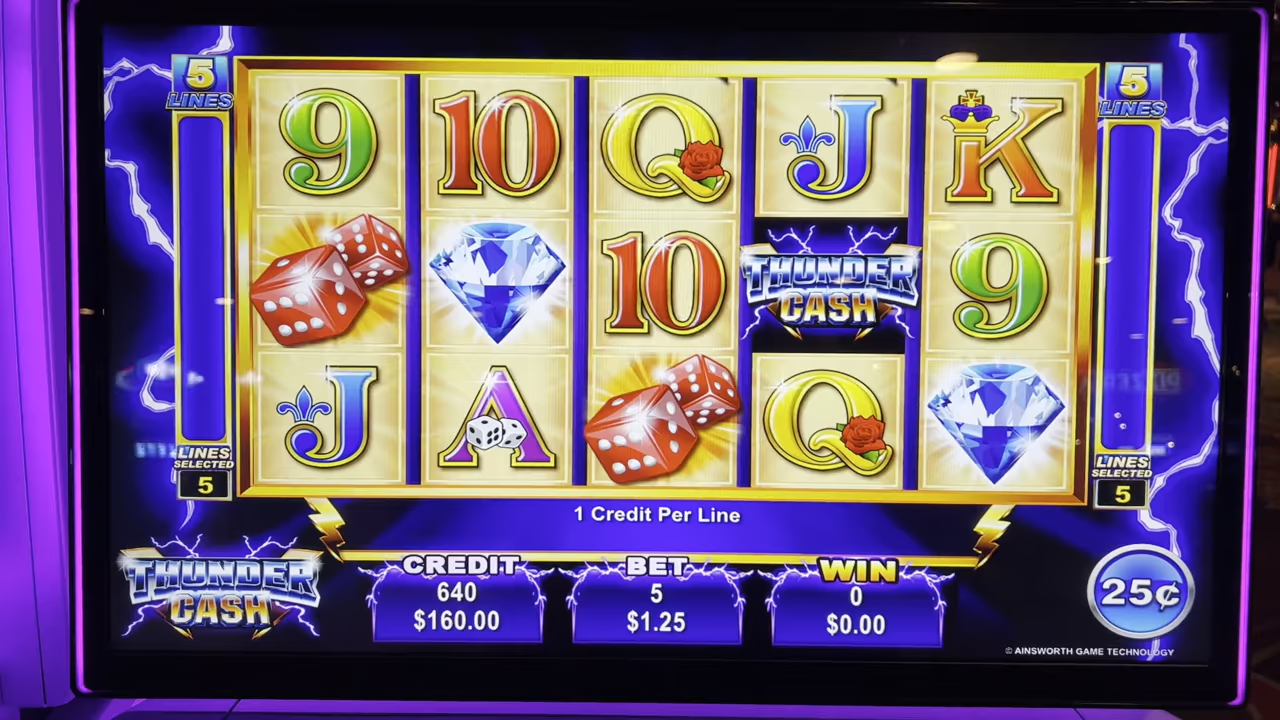 5
LINES
5
LINES
9 10 Q J K
10 THUNDER 9
CASH
J A Q
LINES
SELECTED
5
LINES
SELECTED
5
1 Credit Per Line
THUNDER
CASH
CREDIT
640
$160.00
BET
5
$1.25
WIN
0
$0.00
25¢
© AINSWORTH GAME TECHNOLOGY